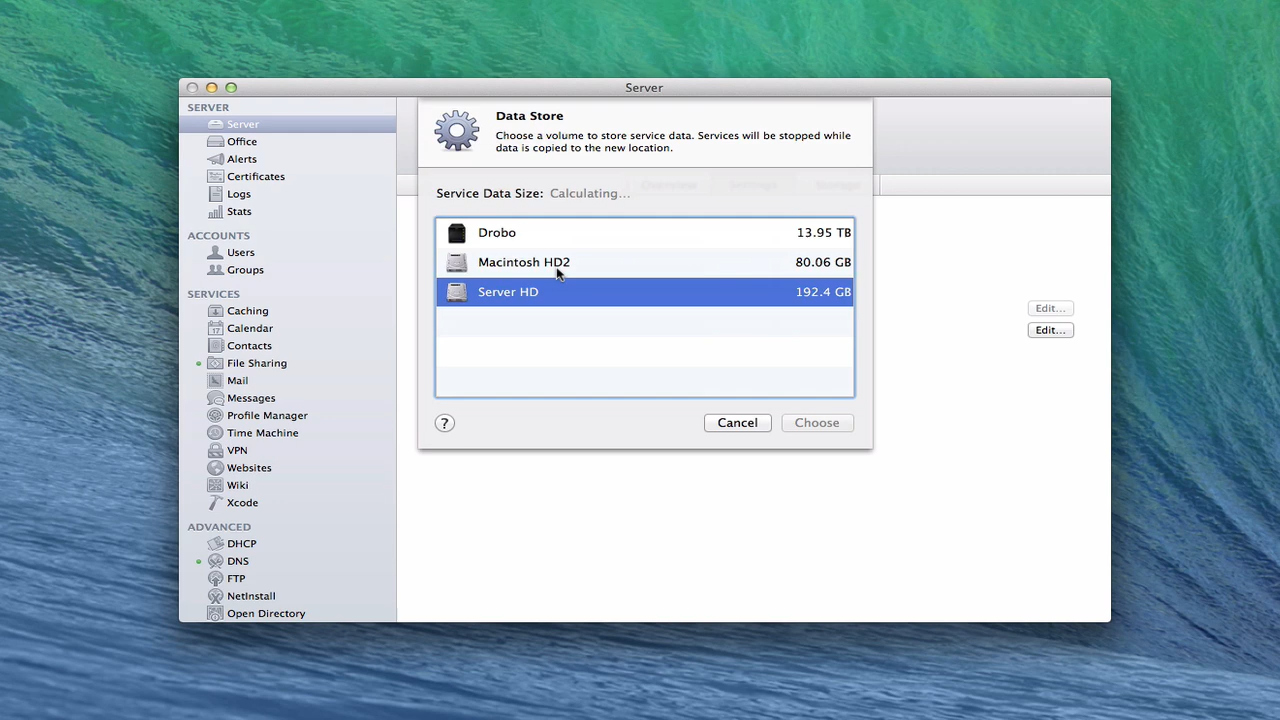 Server
SERVER
Server
Office
Alerts
Certificates
Logs
Stats
ACCOUNTS
Users
Groups
SERVICES
Caching
Calendar
Contacts
File Sharing
Mail
Messages
Profile Manager
Time Machine
VPN
Websites
Wiki
Xcode
ADVANCED
DHCP
DNS
FTP
NetInstall
Open Directory
Data Store
Choose a volume to store service data. Services will be stopped while
data is copied to the new location.
Service Data Size: Calculating...
Drobo 13.95 TB
Macintosh HD2 80.06 GB
Server HD 192.4 GB
? Cancel Choose
Edit...
Edit...